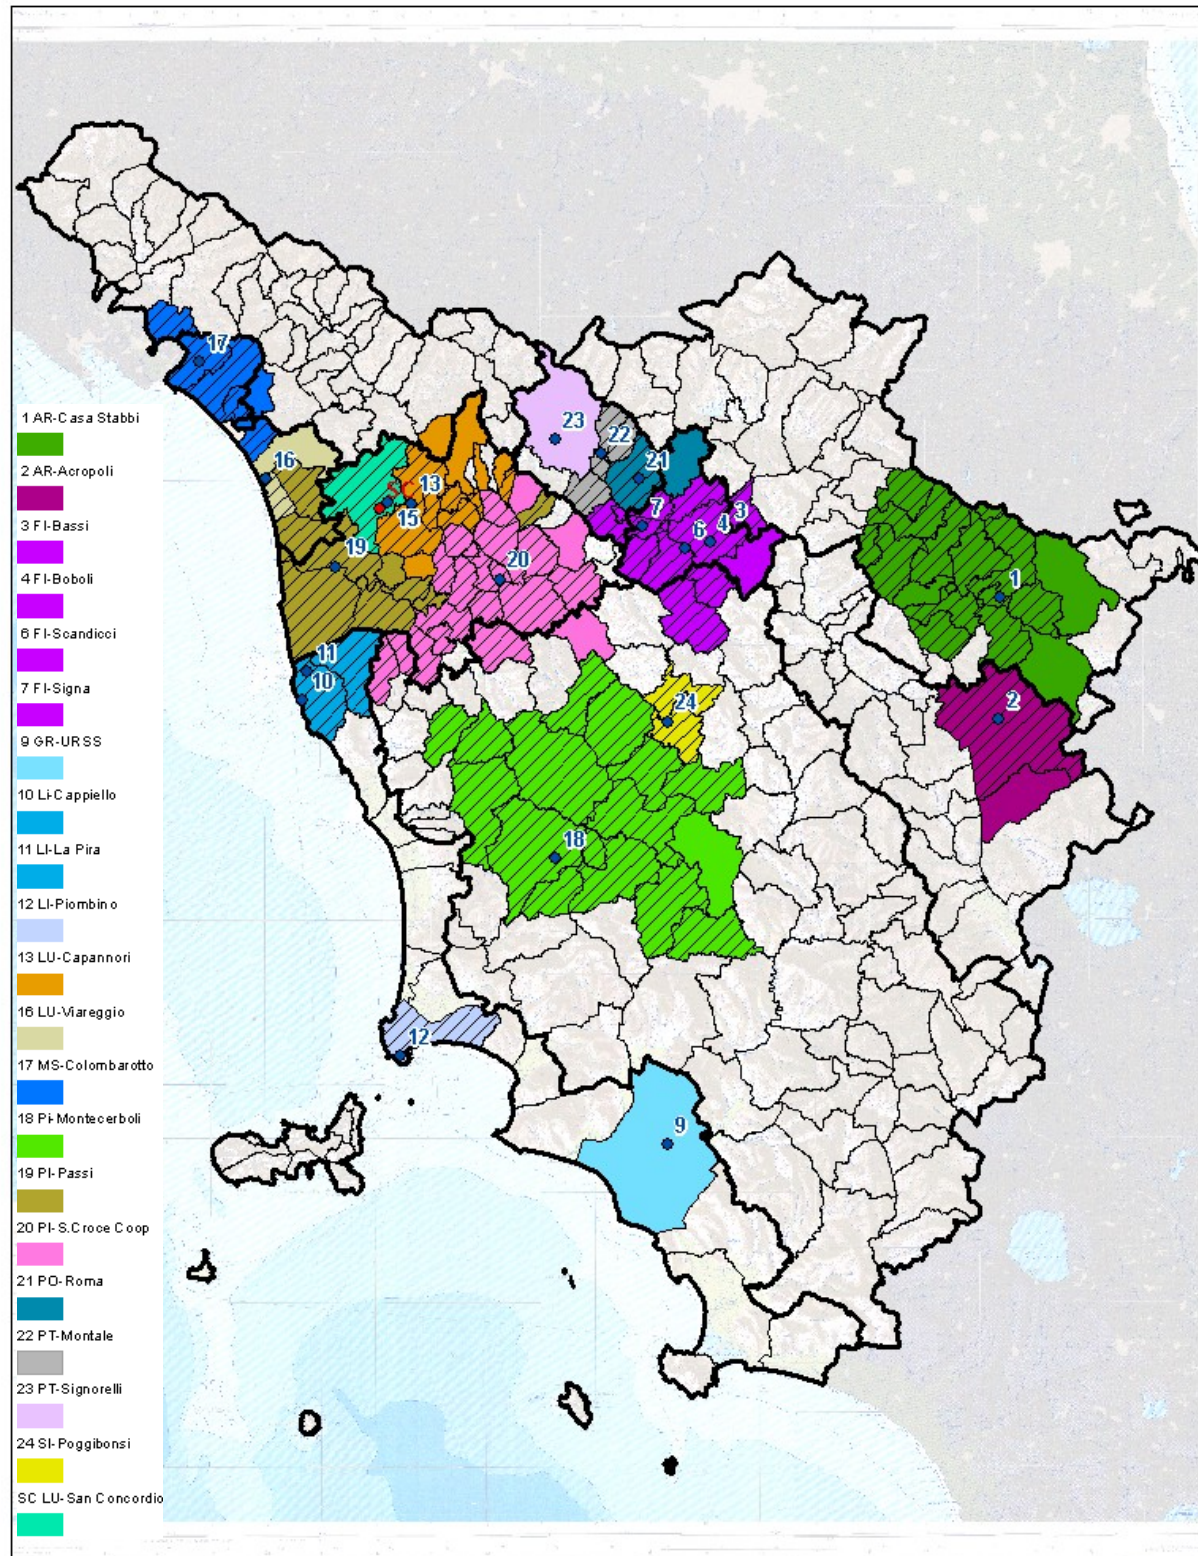 1 AR-Casa Stabbi
2 AR-Acropoli
3 FI-Bassi
4 FI-Boboli
6 FI-Scandicci
7 FI-Signa
9 GR-URSS
10 LI-Cappiello
11 LI-La Pira
12 LI-Piombino
13 LU-Capannori
16 LU-Viareggio
17 MS-Colombarotto
18 PI-Montecerboli
19 PI-Passi
20 PI-S.Croce Coop
21 PO-Roma
22 PT-Montale
23 PT-Signorelli
24 SI-Poggibonsi
SC LU-San Concordio
17
23
22
16
21
13
15
7
3
4
6
19
20
1
11
10
24
2
18
12
9